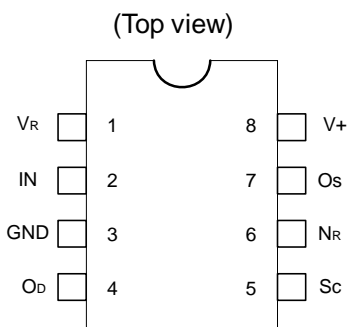 (Top view)
VR 1 8 V+
IN 2 7 Os
GND 3 6 NR
OD 4 5 Sc